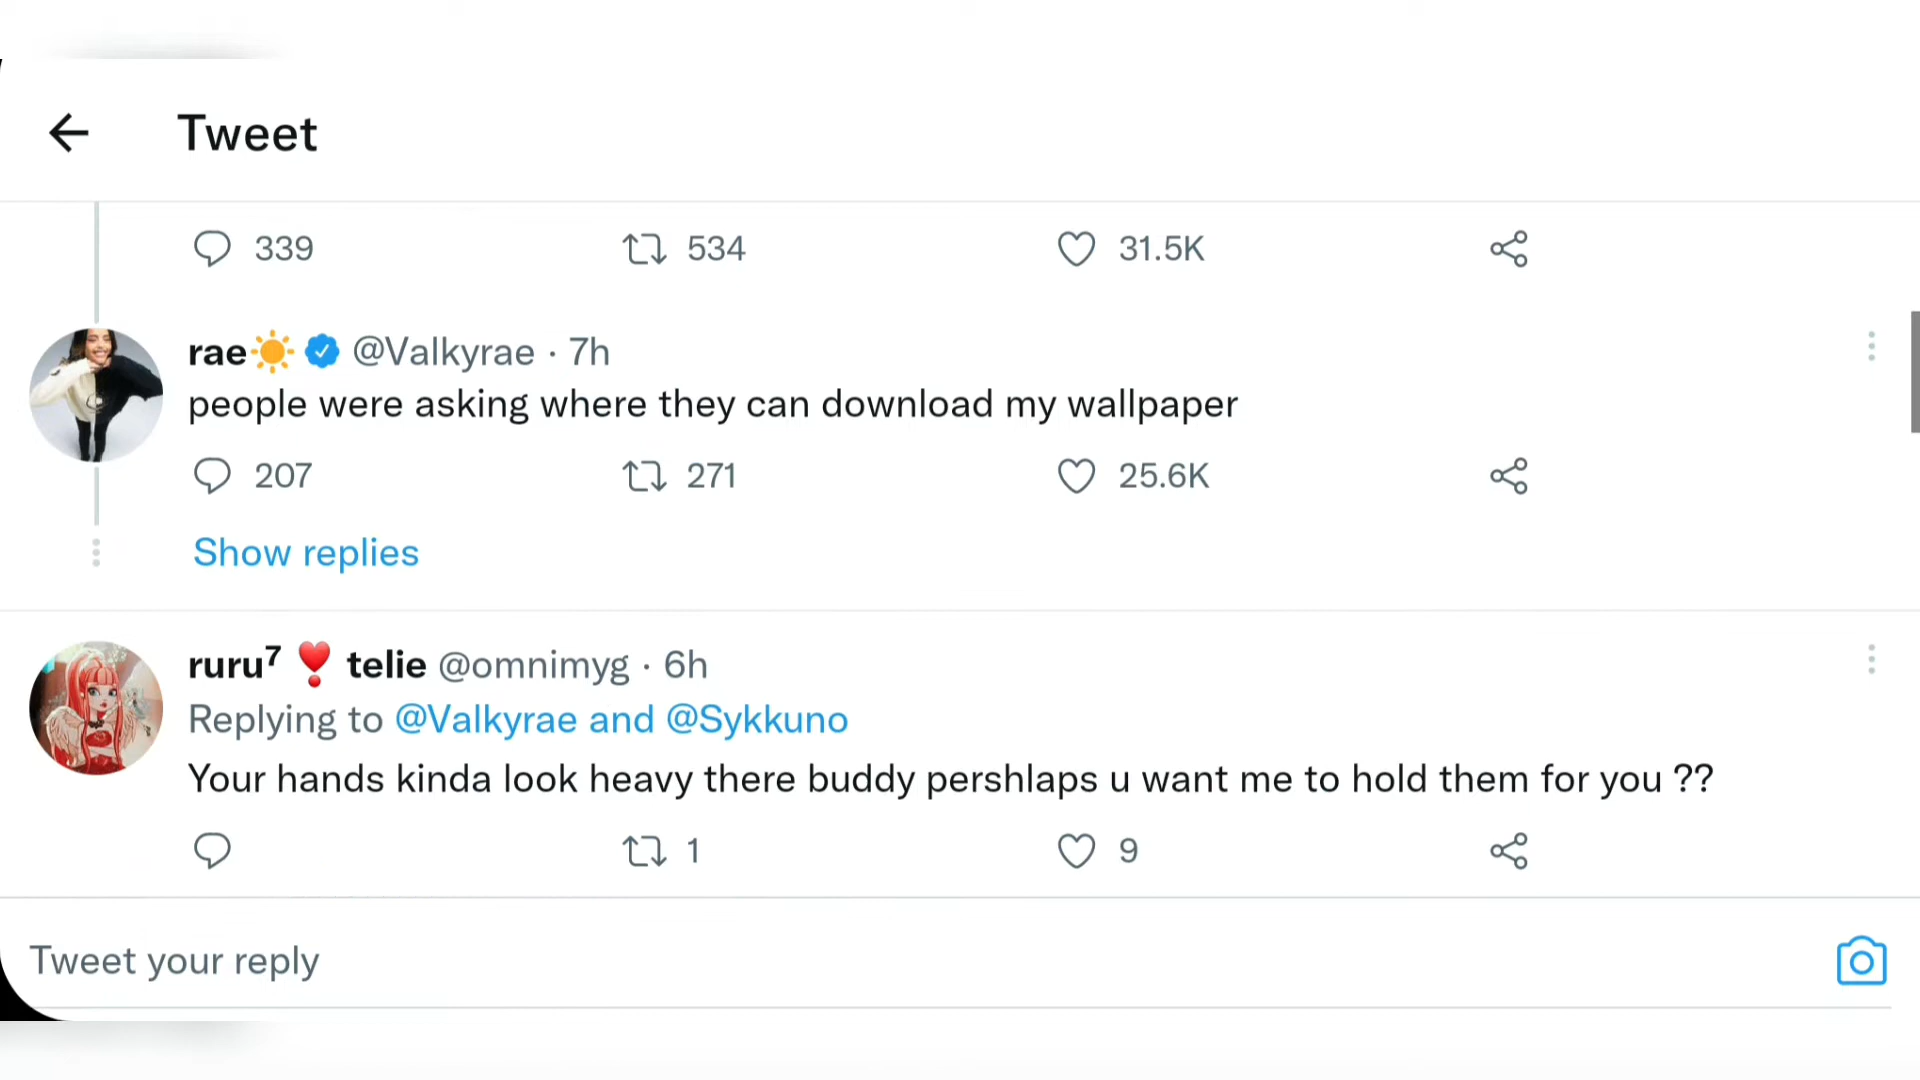 Tweet
339 534 31.5K
rae☀️ @Valkyrae · 7h
people were asking where they can download my wallpaper
207 271 25.6K
Show replies
ruru⁷ ❣️ telie @omnimyg · 6h
Replying to @Valkyrae and @Sykkuno
Your hands kinda look heavy there buddy pershlaps u want me to hold them for you ??
1 9
Tweet your reply